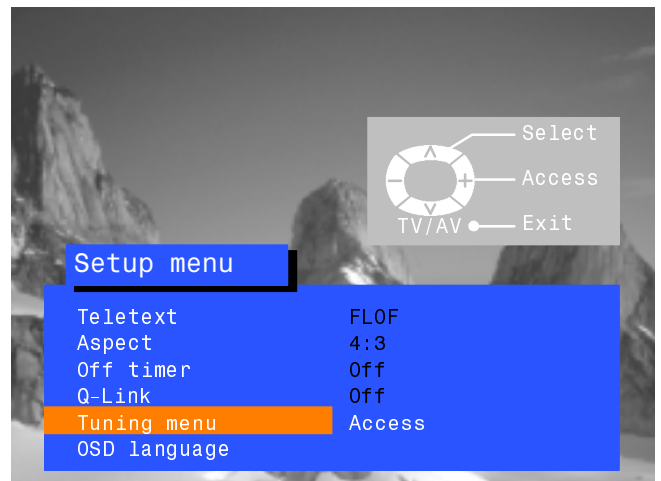 Select
Access
TV/AV Exit
Setup menu
Teletext FLOF
Aspect 4:3
Off timer Off
Q-Link Off
Tuning menu Access
OSD language